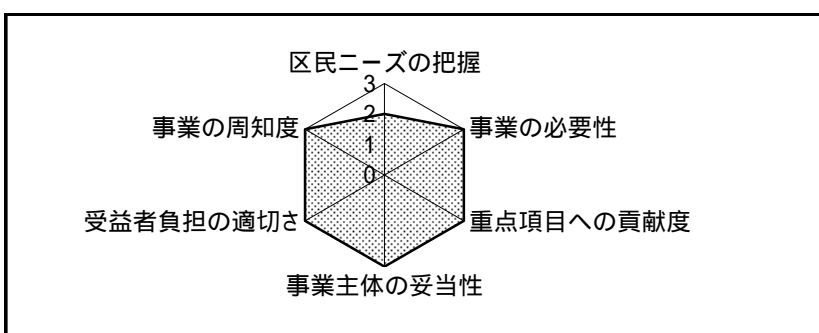 区民ニーズの把握
3
2
1
0
事業の周知度
事業の必要性
受益者負担の適切さ
重点項目への貢献度
事業主体の妥当性